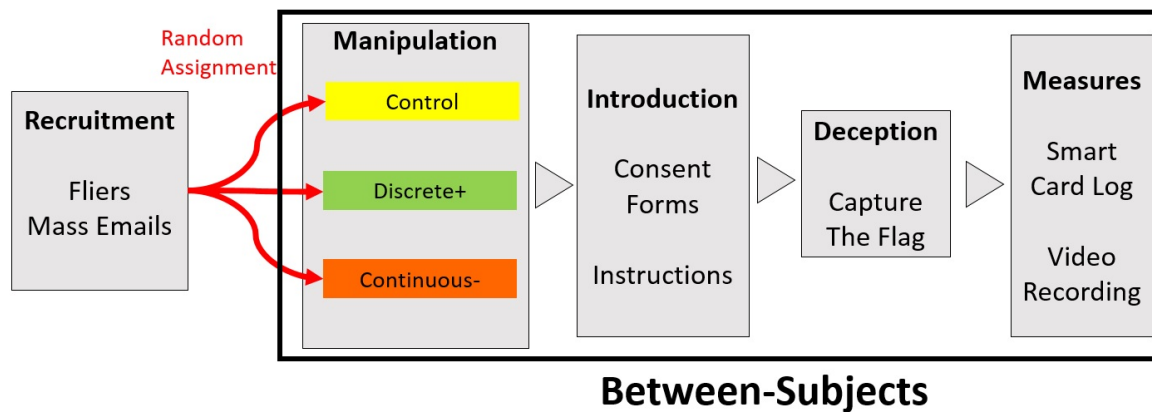 Random
Assignment
Recruitment
Fliers
Mass Emails
Manipulation
Control
Discrete+
Continuous-
Introduction
Consent
Forms
Instructions
Deception
Capture
The Flag
Measures
Smart
Card Log
Video
Recording
Between-Subjects